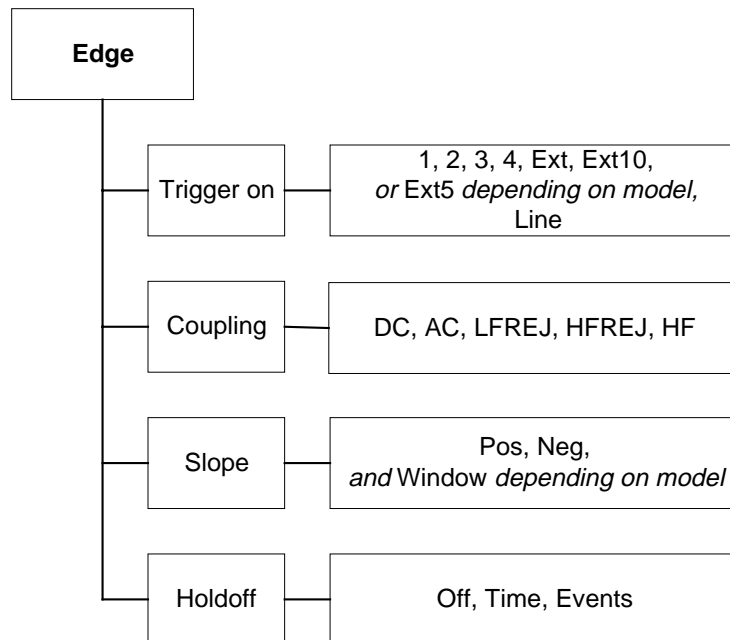 Edge
Trigger on
1, 2, 3, 4, Ext, Ext10,
or Ext5 depending on model,
Line
Coupling
DC, AC, LFREJ, HFREJ, HF
Slope
Pos, Neg,
and Window depending on model
Holdoff
Off, Time, Events